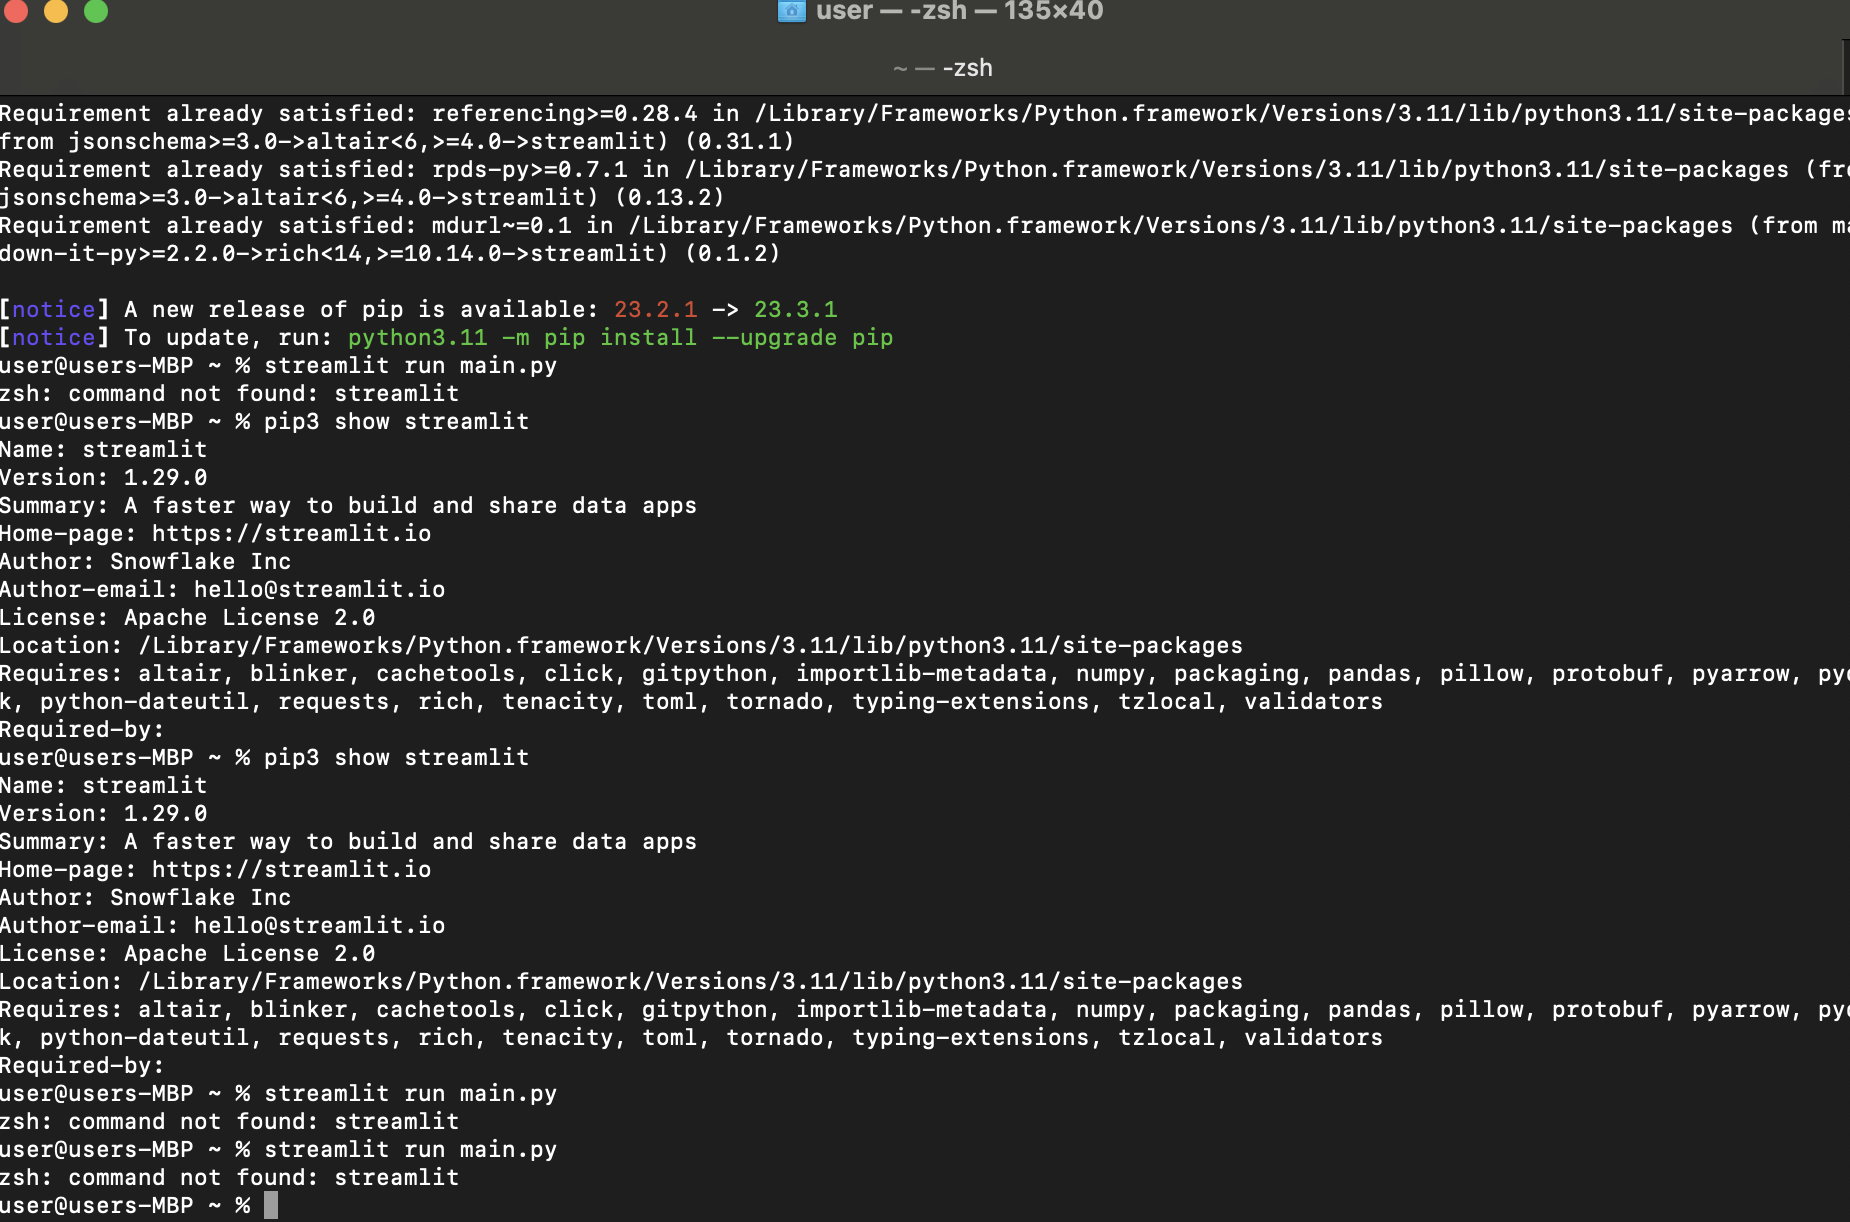 user — -zsh — 135×40
~ — -zsh
Requirement already satisfied: referencing>=0.28.4 in /Library/Frameworks/Python.framework/Versions/3.11/lib/python3.11/site-packages
from jsonschema>=3.0->altair<6,>=4.0->streamlit) (0.31.1)
Requirement already satisfied: rpds-py>=0.7.1 in /Library/Frameworks/Python.framework/Versions/3.11/lib/python3.11/site-packages (fro
jsonschema>=3.0->altair<6,>=4.0->streamlit) (0.13.2)
Requirement already satisfied: mdurl~=0.1 in /Library/Frameworks/Python.framework/Versions/3.11/lib/python3.11/site-packages (from ma
down-it-py>=2.2.0->rich<14,>=10.14.0->streamlit) (0.1.2)
[notice] A new release of pip is available: 23.2.1 -> 23.3.1
[notice] To update, run: python3.11 -m pip install --upgrade pip
user@users-MBP ~ % streamlit run main.py
zsh: command not found: streamlit
user@users-MBP ~ % pip3 show streamlit
Name: streamlit
Version: 1.29.0
Summary: A faster way to build and share data apps
Home-page: https://streamlit.io
Author: Snowflake Inc
Author-email: hello@streamlit.io
License: Apache License 2.0
Location: /Library/Frameworks/Python.framework/Versions/3.11/lib/python3.11/site-packages
Requires: altair, blinker, cachetools, click, gitpython, importlib-metadata, numpy, packaging, pandas, pillow, protobuf, pyarrow, pyd
k, python-dateutil, requests, rich, tenacity, toml, tornado, typing-extensions, tzlocal, validators
Required-by:
user@users-MBP ~ % pip3 show streamlit
Name: streamlit
Version: 1.29.0
Summary: A faster way to build and share data apps
Home-page: https://streamlit.io
Author: Snowflake Inc
Author-email: hello@streamlit.io
License: Apache License 2.0
Location: /Library/Frameworks/Python.framework/Versions/3.11/lib/python3.11/site-packages
Requires: altair, blinker, cachetools, click, gitpython, importlib-metadata, numpy, packaging, pandas, pillow, protobuf, pyarrow, pyd
k, python-dateutil, requests, rich, tenacity, toml, tornado, typing-extensions, tzlocal, validators
Required-by:
user@users-MBP ~ % streamlit run main.py
zsh: command not found: streamlit
user@users-MBP ~ % streamlit run main.py
zsh: command not found: streamlit
user@users-MBP ~ %